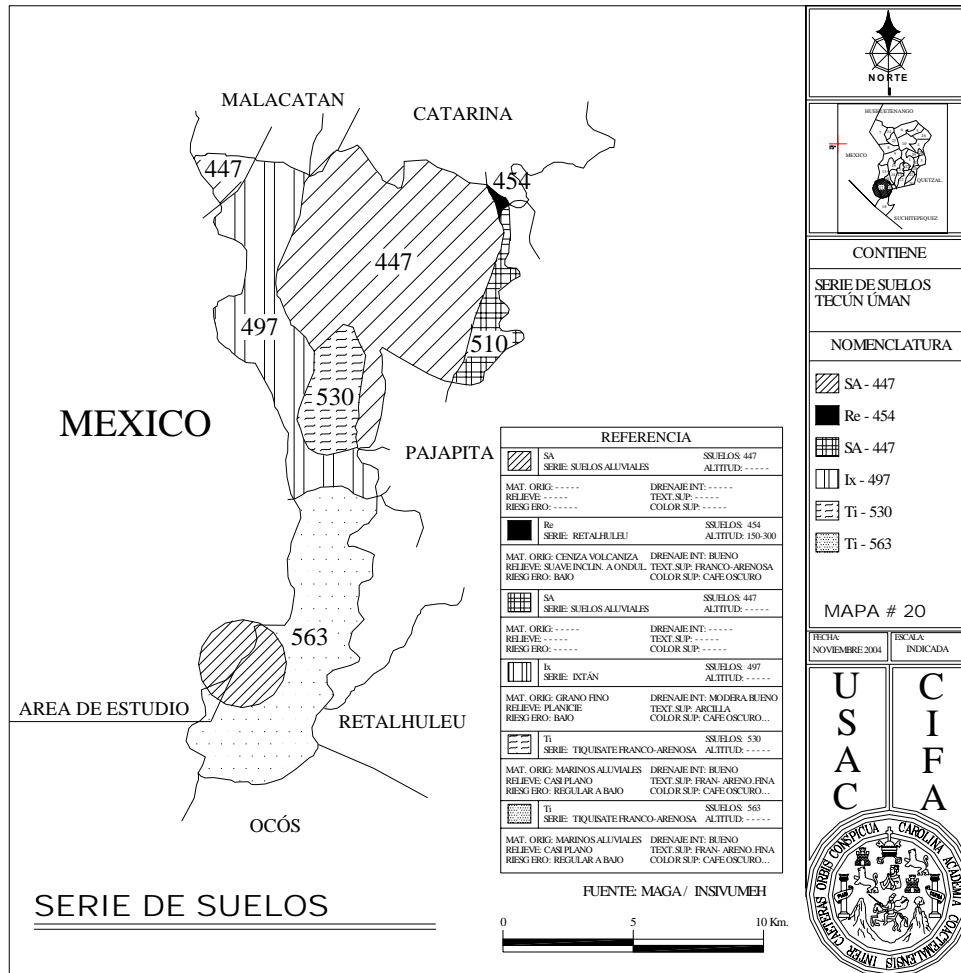 MALACATAN
CATARINA
447
454
447
497
510
530
MEXICO
PAJAPITA
563
AREA DE ESTUDIO
RETALHULEU
OCÓS
SERIE DE SUELOS
REFERENCIA
SA SSUELOS: 447
SERIE: SUELOS ALUVIALES ALTITUD: - - - - -
MAT. ORIG: - - - - - DRENAJE INT: - - - - -
RELIEVE: - - - - - TEXT. SUP: - - - - -
RIESG ERO: - - - - - COLOR SUP: - - - - -
Re SSUELOS: 454
SERIE: RETALHULEU ALTITUD: 150-300
MAT. ORIG: CENIZA VOLCANIZA DRENAJE INT: BUENO
RELIEVE: SUAVE INCLIN. A ONDUL. TEXT. SUP: FRANCO-ARENOSA
RIESG ERO: BAJO COLOR SUP: CAFE OSCURO
SA SSUELOS: 447
SERIE: SUELOS ALUVIALES ALTITUD: - - - - -
MAT. ORIG: - - - - - DRENAJE INT: - - - - -
RELIEVE: - - - - - TEXT. SUP: - - - - -
RIESG ERO: - - - - - COLOR SUP: - - - - -
Ix SSUELOS: 497
SERIE: IXTÁN ALTITUD: - - - - -
MAT. ORIG: GRANO FINO DRENAJE INT: MODERA BUENO
RELIEVE: PLANICIE TEXT. SUP: ARCILLA
RIESG ERO: BAJO COLOR SUP: CAFE OSCURO...
Ti SSUELOS: 530
SERIE: TIQUISATE FRANCO-ARENOSA ALTITUD: - - - - -
MAT. ORIG: MARINOS ALUVIALES DRENAJE INT: BUENO
RELIEVE: CASI PLANO TEXT. SUP: FRAN- ARENO. FINA
RIESG ERO: REGULAR A BAJO COLOR SUP: CAFE OSCURO...
Ti SSUELOS: 563
SERIE: TIQUISATE FRANCO-ARENOSA ALTITUD: - - - - -
MAT. ORIG: MARINOS ALUVIALES DRENAJE INT: BUENO
RELIEVE: CASI PLANO TEXT. SUP: FRAN- ARENO. FINA
RIESG ERO: REGULAR A BAJO COLOR SUP: CAFE OSCURO...
FUENTE: MAGA / INSIVUMEH
0 5 10 Km.
NORTE
HUEHUETENANGO
MEXICO
QUETZAL.
SUCHITEPEQUEZ
CONTIENE
SERIE DE SUELOS
TECÚN ÚMAN
NOMENCLATURA
SA - 447
Re - 454
SA - 447
Ix - 497
Ti - 530
Ti - 563
MAPA # 20
FECHA:
NOVIEMBRE 2004
ESCALA:
INDICADA
USAC
CIFA
CAROLINA ACADEMIA COACTEMALENSIS INTER CAETERAS ORBIS CONSPICUA